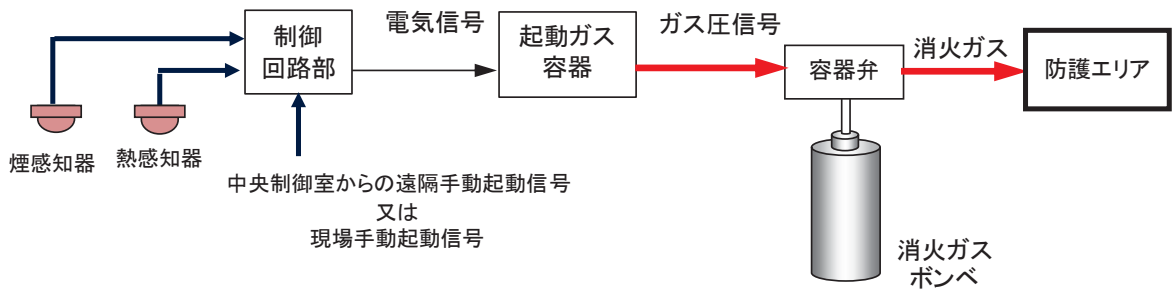 制御
回路部
電気信号
起動ガス
容器
ガス圧信号
容器弁
消火ガス
防護エリア
煙感知器
熱感知器
中央制御室からの遠隔手動起動信号
又は
現場手動起動信号
消火ガス
ボンベ